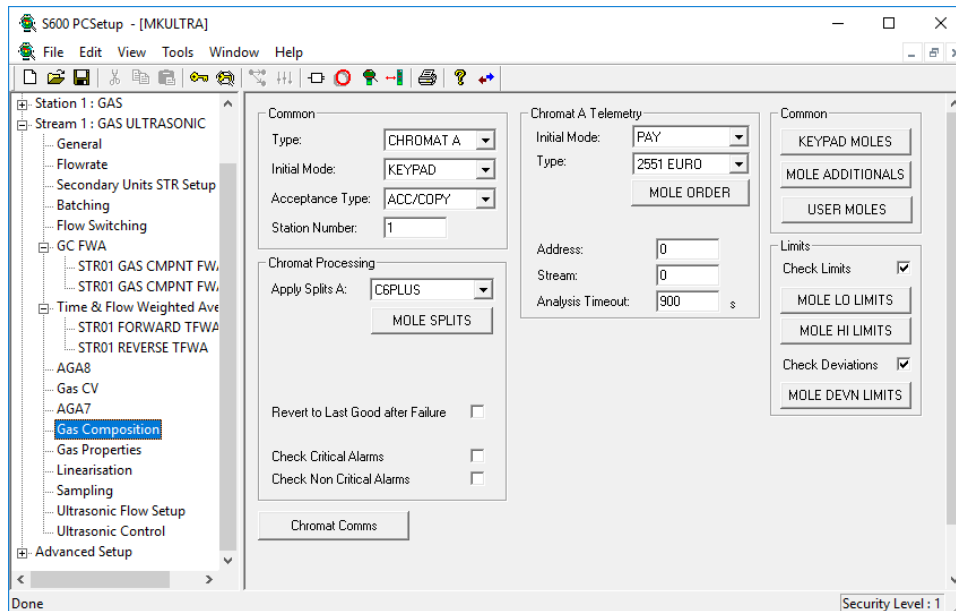 S600 PCSetup - [MKULTRA]
File Edit View Tools Window Help
Station 1 : GAS
Stream 1 : GAS ULTRASONIC
General
Flowrate
Secondary Units STR Setup
Batching
Flow Switching
GC FWA
STR01 GAS CMPNT FW
STR01 GAS CMPNT FW
Time & Flow Weighted Ave
STR01 FORWARD TFWA
STR01 REVERSE TFWA
AGA8
Gas CV
AGA7
Gas Composition
Gas Properties
Linearisation
Sampling
Ultrasonic Flow Setup
Ultrasonic Control
Advanced Setup
Common
Type: CHROMAT A
Initial Mode: KEYPAD
Acceptance Type: ACC/COPY
Station Number: 1
Chromat Processing
Apply Splits A: C6PLUS
MOLE SPLITS
Revert to Last Good after Failure
Check Critical Alarms
Check Non Critical Alarms
Chromat Comms
Chromat A Telemetry
Initial Mode: PAY
Type: 2551 EURO
MOLE ORDER
Address: 0
Stream: 0
Analysis Timeout: 900 s
Common
KEYPAD MOLES
MOLE ADDITIONALS
USER MOLES
Limits
Check Limits
MOLE LO LIMITS
MOLE HI LIMITS
Check Deviations
MOLE DEVN LIMITS
Done
Security Level : 1